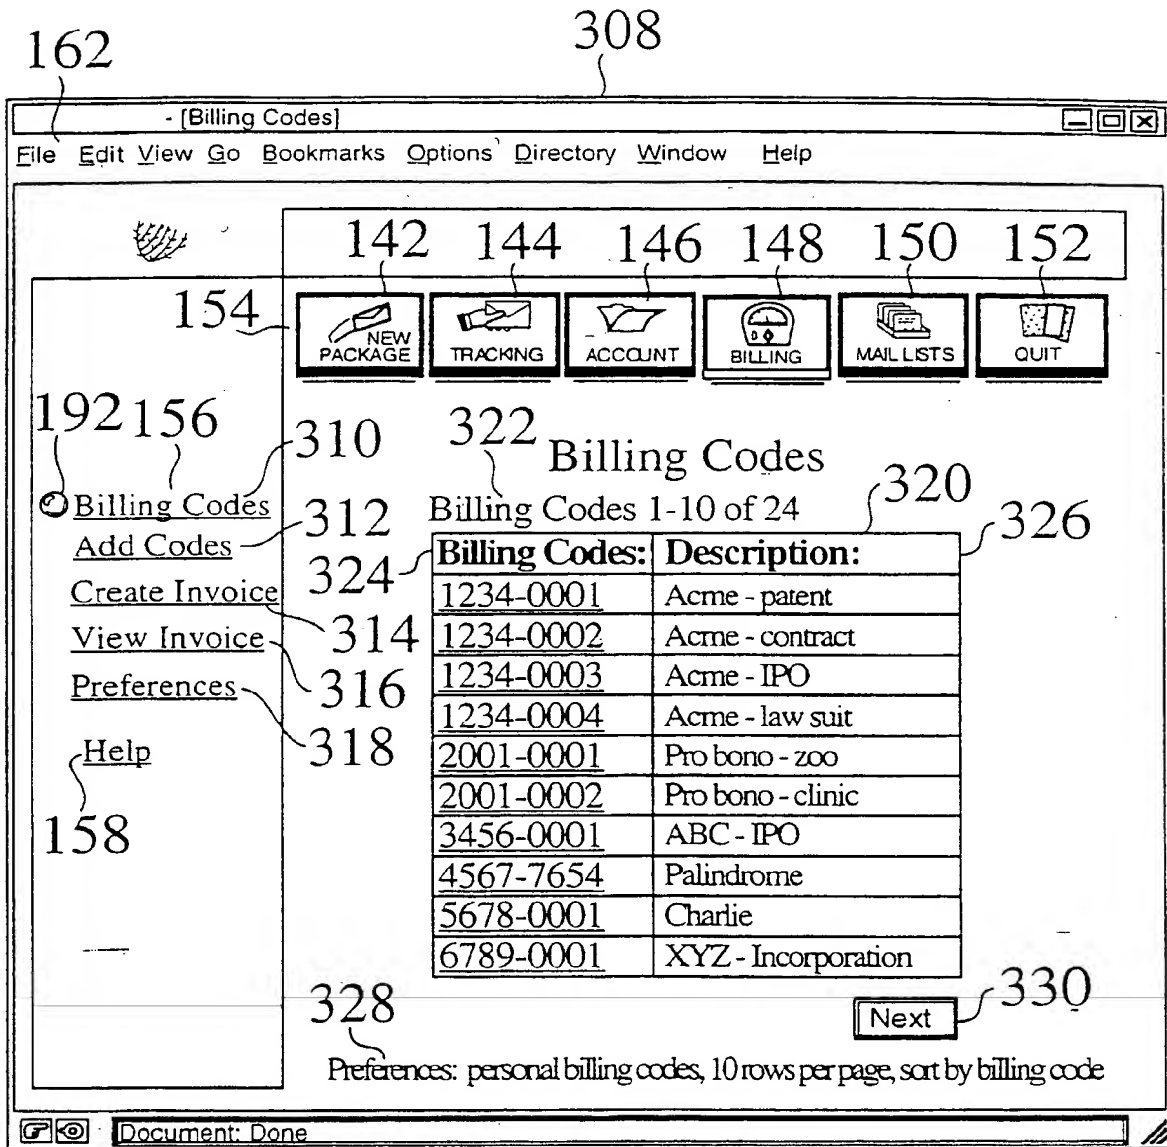 308
162
- [Billing Codes]
File Edit View Go Bookmarks Options Directory Window Help
142 144 146 148 150 152
154
NEW PACKAGE TRACKING ACCOUNT BILLING MAIL LISTS QUIT
192 156 310 322
Billing Codes
320
Billing Codes Billing Codes 1-10 of 24
312 326
Add Codes
324 Billing Codes: Description:
Create Invoice 1234-0001 Acme - patent
314
View Invoice 1234-0002 Acme - contract
1234-0003 Acme - IPO
Preferences 316
1234-0004 Acme - law suit
Help 318 2001-0001 Pro bono - zoo
2001-0002 Pro bono - clinic
158 3456-0001 ABC - IPO
4567-7654 Palindrome
5678-0001 Charlie
6789-0001 XYZ - Incorporation
328 Next 330
Preferences: personal billing codes, 10 rows per page, sort by billing code
Document: Done